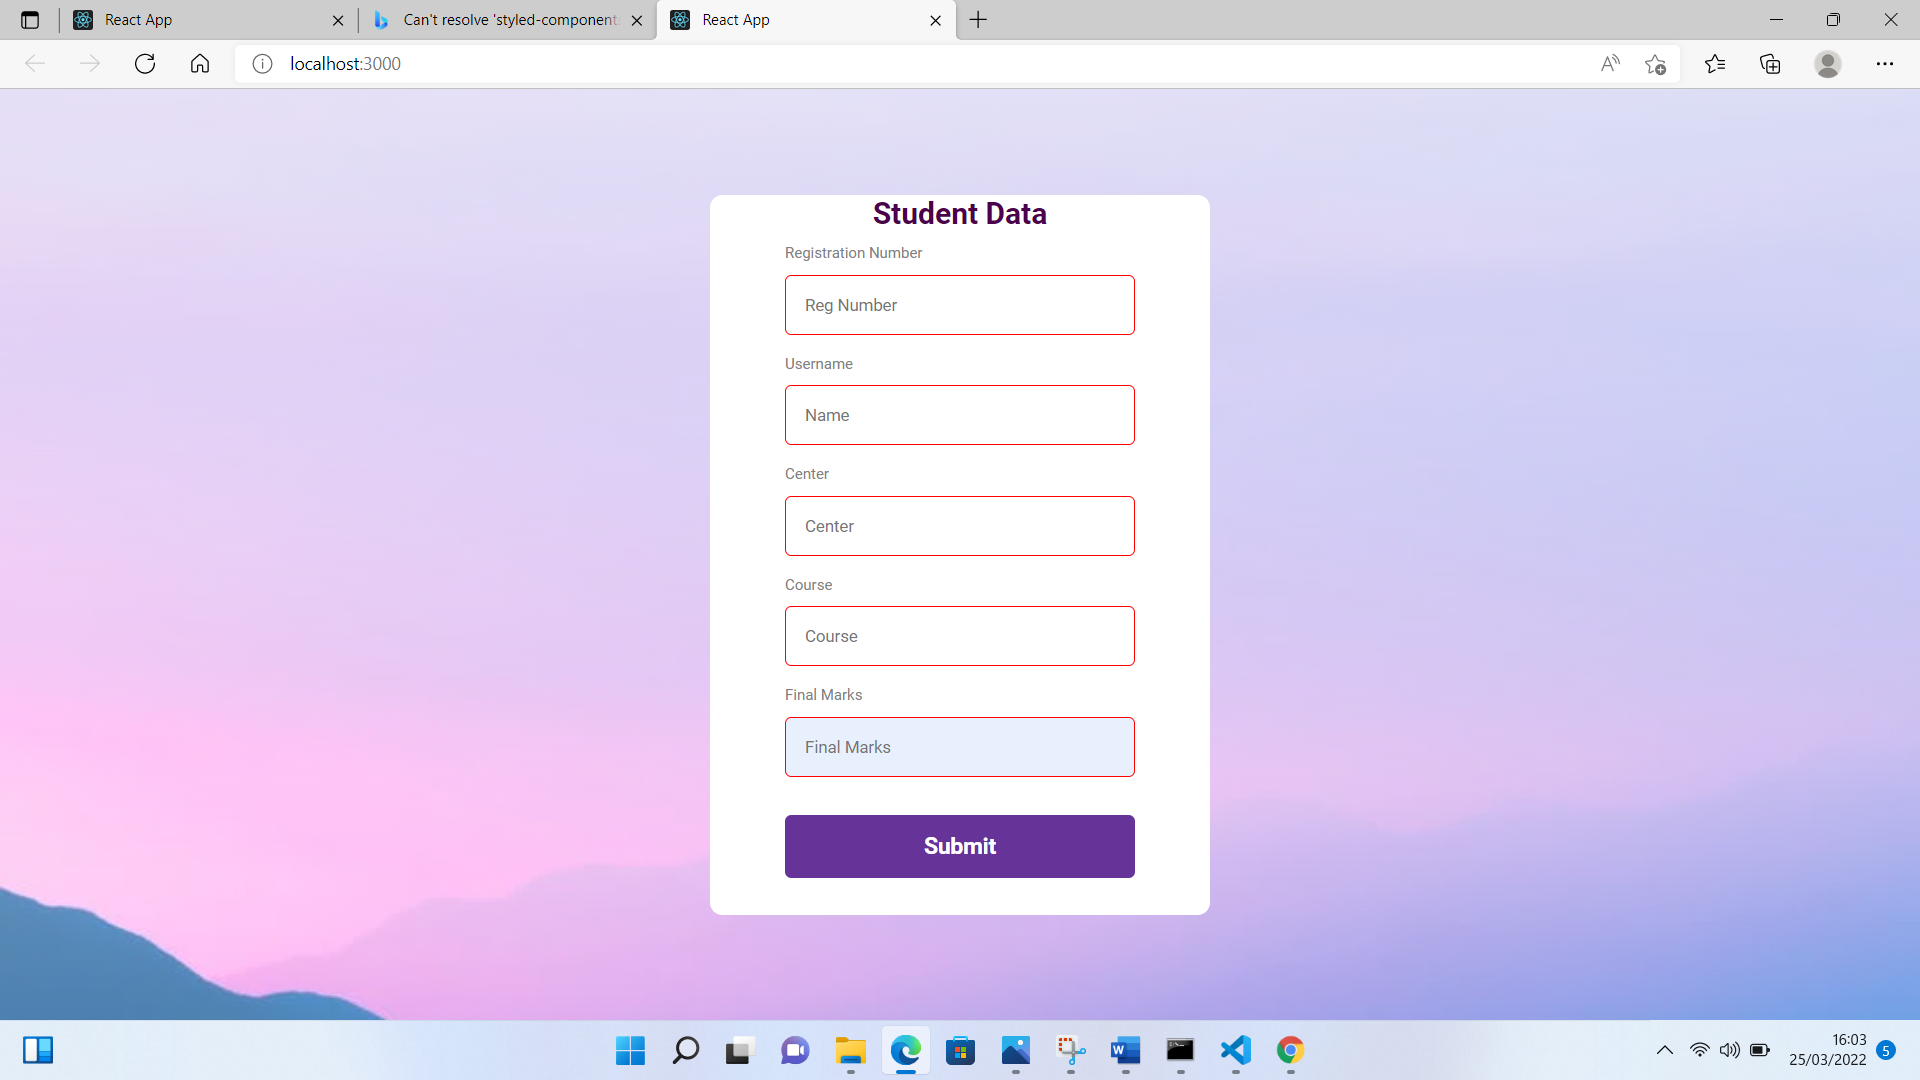 React App
Can't resolve 'styled-component
React App
localhost:3000
Student Data
Registration Number
Reg Number
Username
Name
Center
Center
Course
Course
Final Marks
Final Marks
Submit
16:03
25/03/2022
5